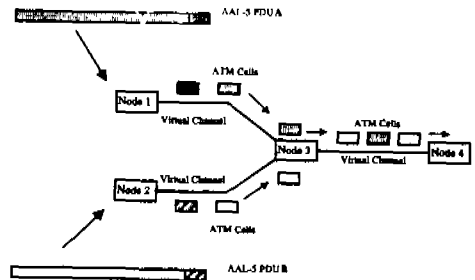 AAL-5 PDU A
ATM Cells
Node 1
Virtual Channel
ATM Cells
Node 3
Virtual Channel
Node 4
Virtual Channel
Node 2
ATM Cells
AAL-5 PDU B